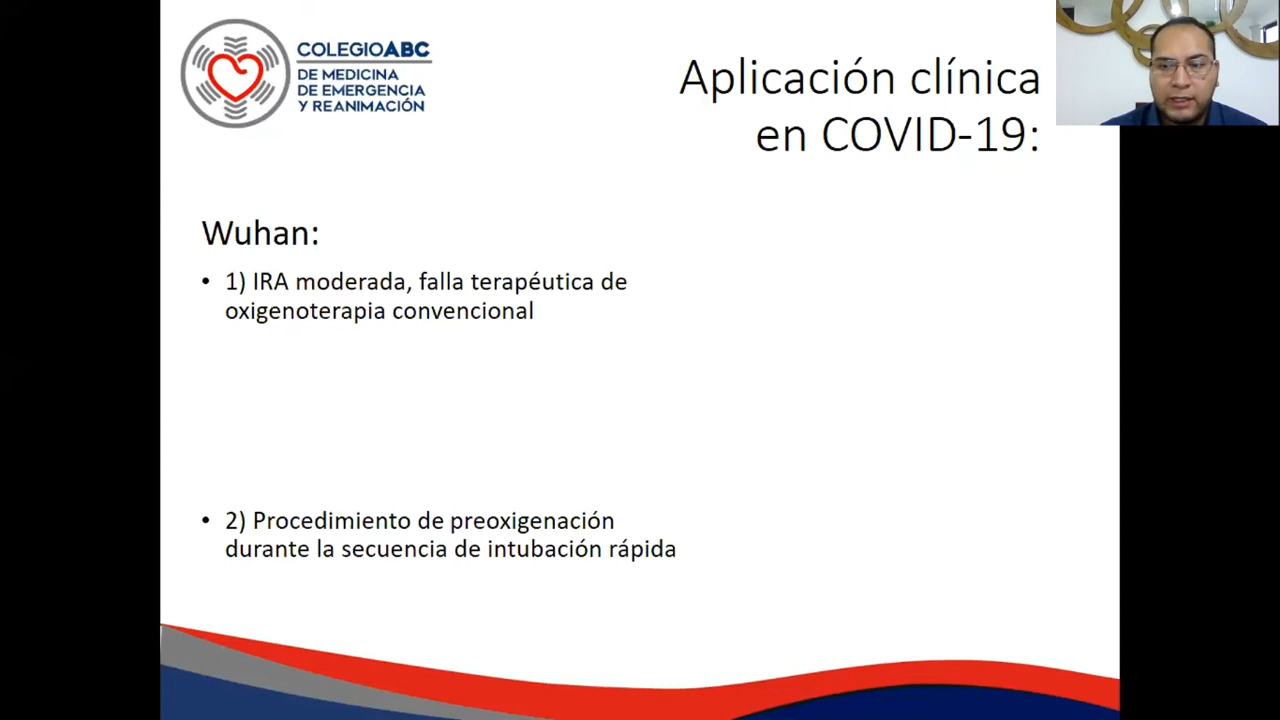 COLEGIOABC
DE MEDICINA
DE EMERGENCIA
Y REANIMACIÓN
Aplicación clínica
en COVID-19:
Wuhan:
• 1) IRA moderada, falla terapéutica de
oxigenoterapia convencional
• 2) Procedimiento de preoxigenación
durante la secuencia de intubación rápida